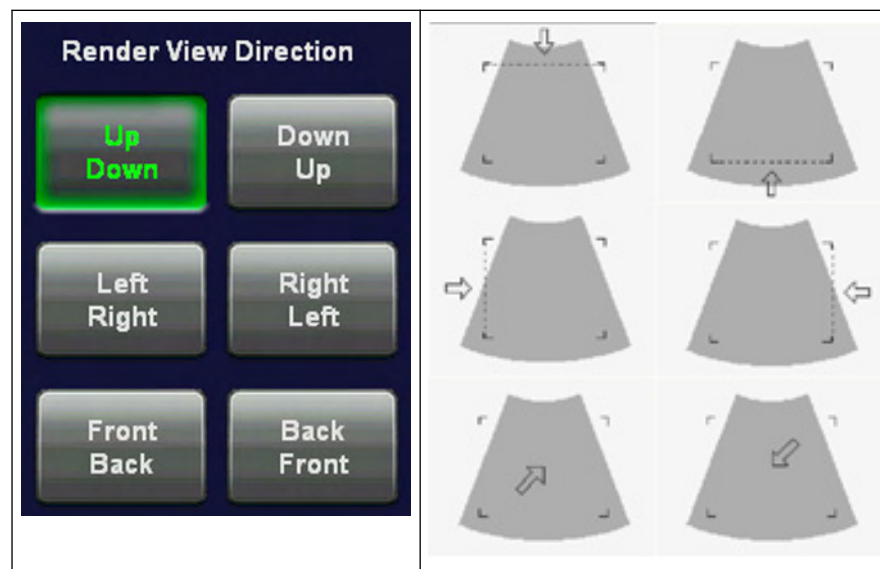 Render View Direction
Up
Down
Down
Up
Left
Right
Right
Left
Front
Back
Back
Front